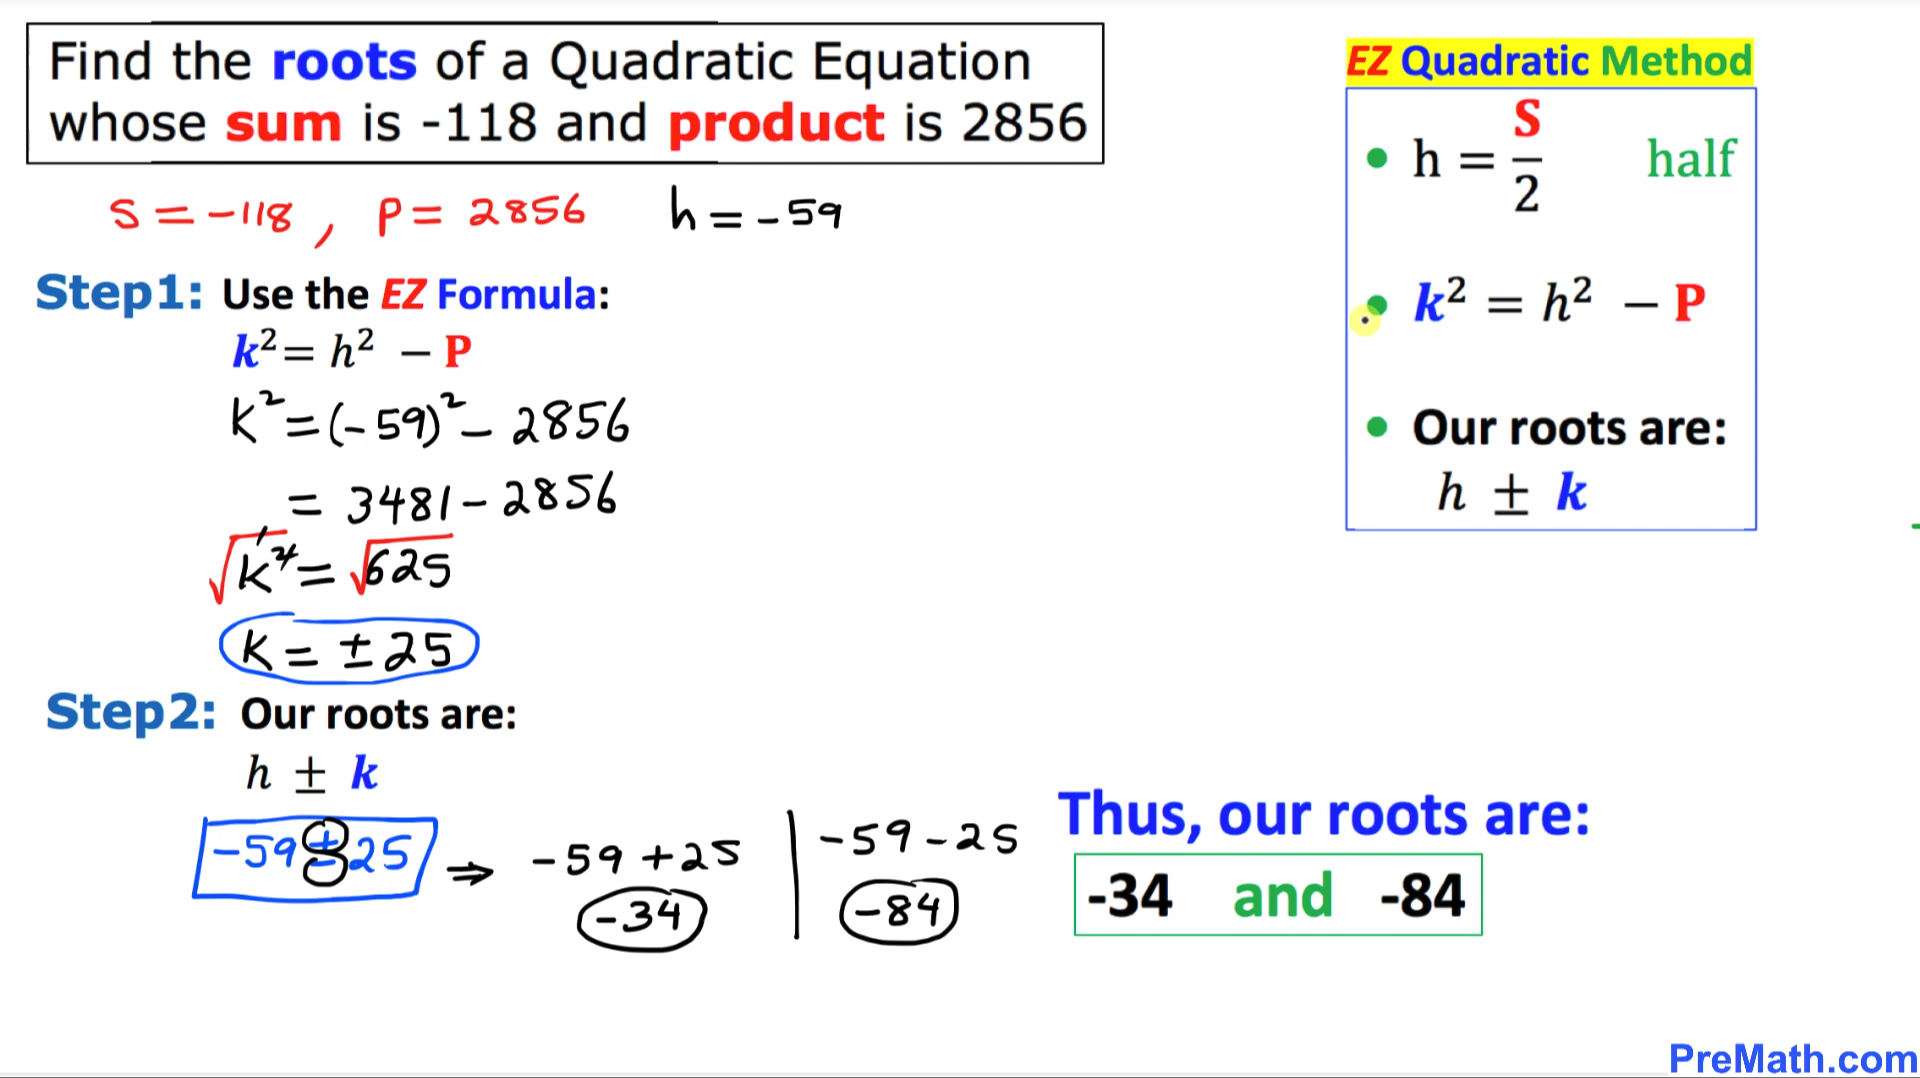 Find the roots of a Quadratic Equation
whose sum is -118 and product is 2856
S = -118 , P = 2856 h = -59
Step1: Use the EZ Formula:
k² = h² − P
K² = (-59)² - 2856
= 3481 - 2856
√K² = √625
K = ± 25
Step2: Our roots are:
h ± k
-59 ± 25 ⇒ -59 + 25 | -59 - 25
-34 -84
Thus, our roots are:
-34 and -84
EZ Quadratic Method
• h = S/2 half
• k² = h² − P
• Our roots are:
h ± k
PreMath.com